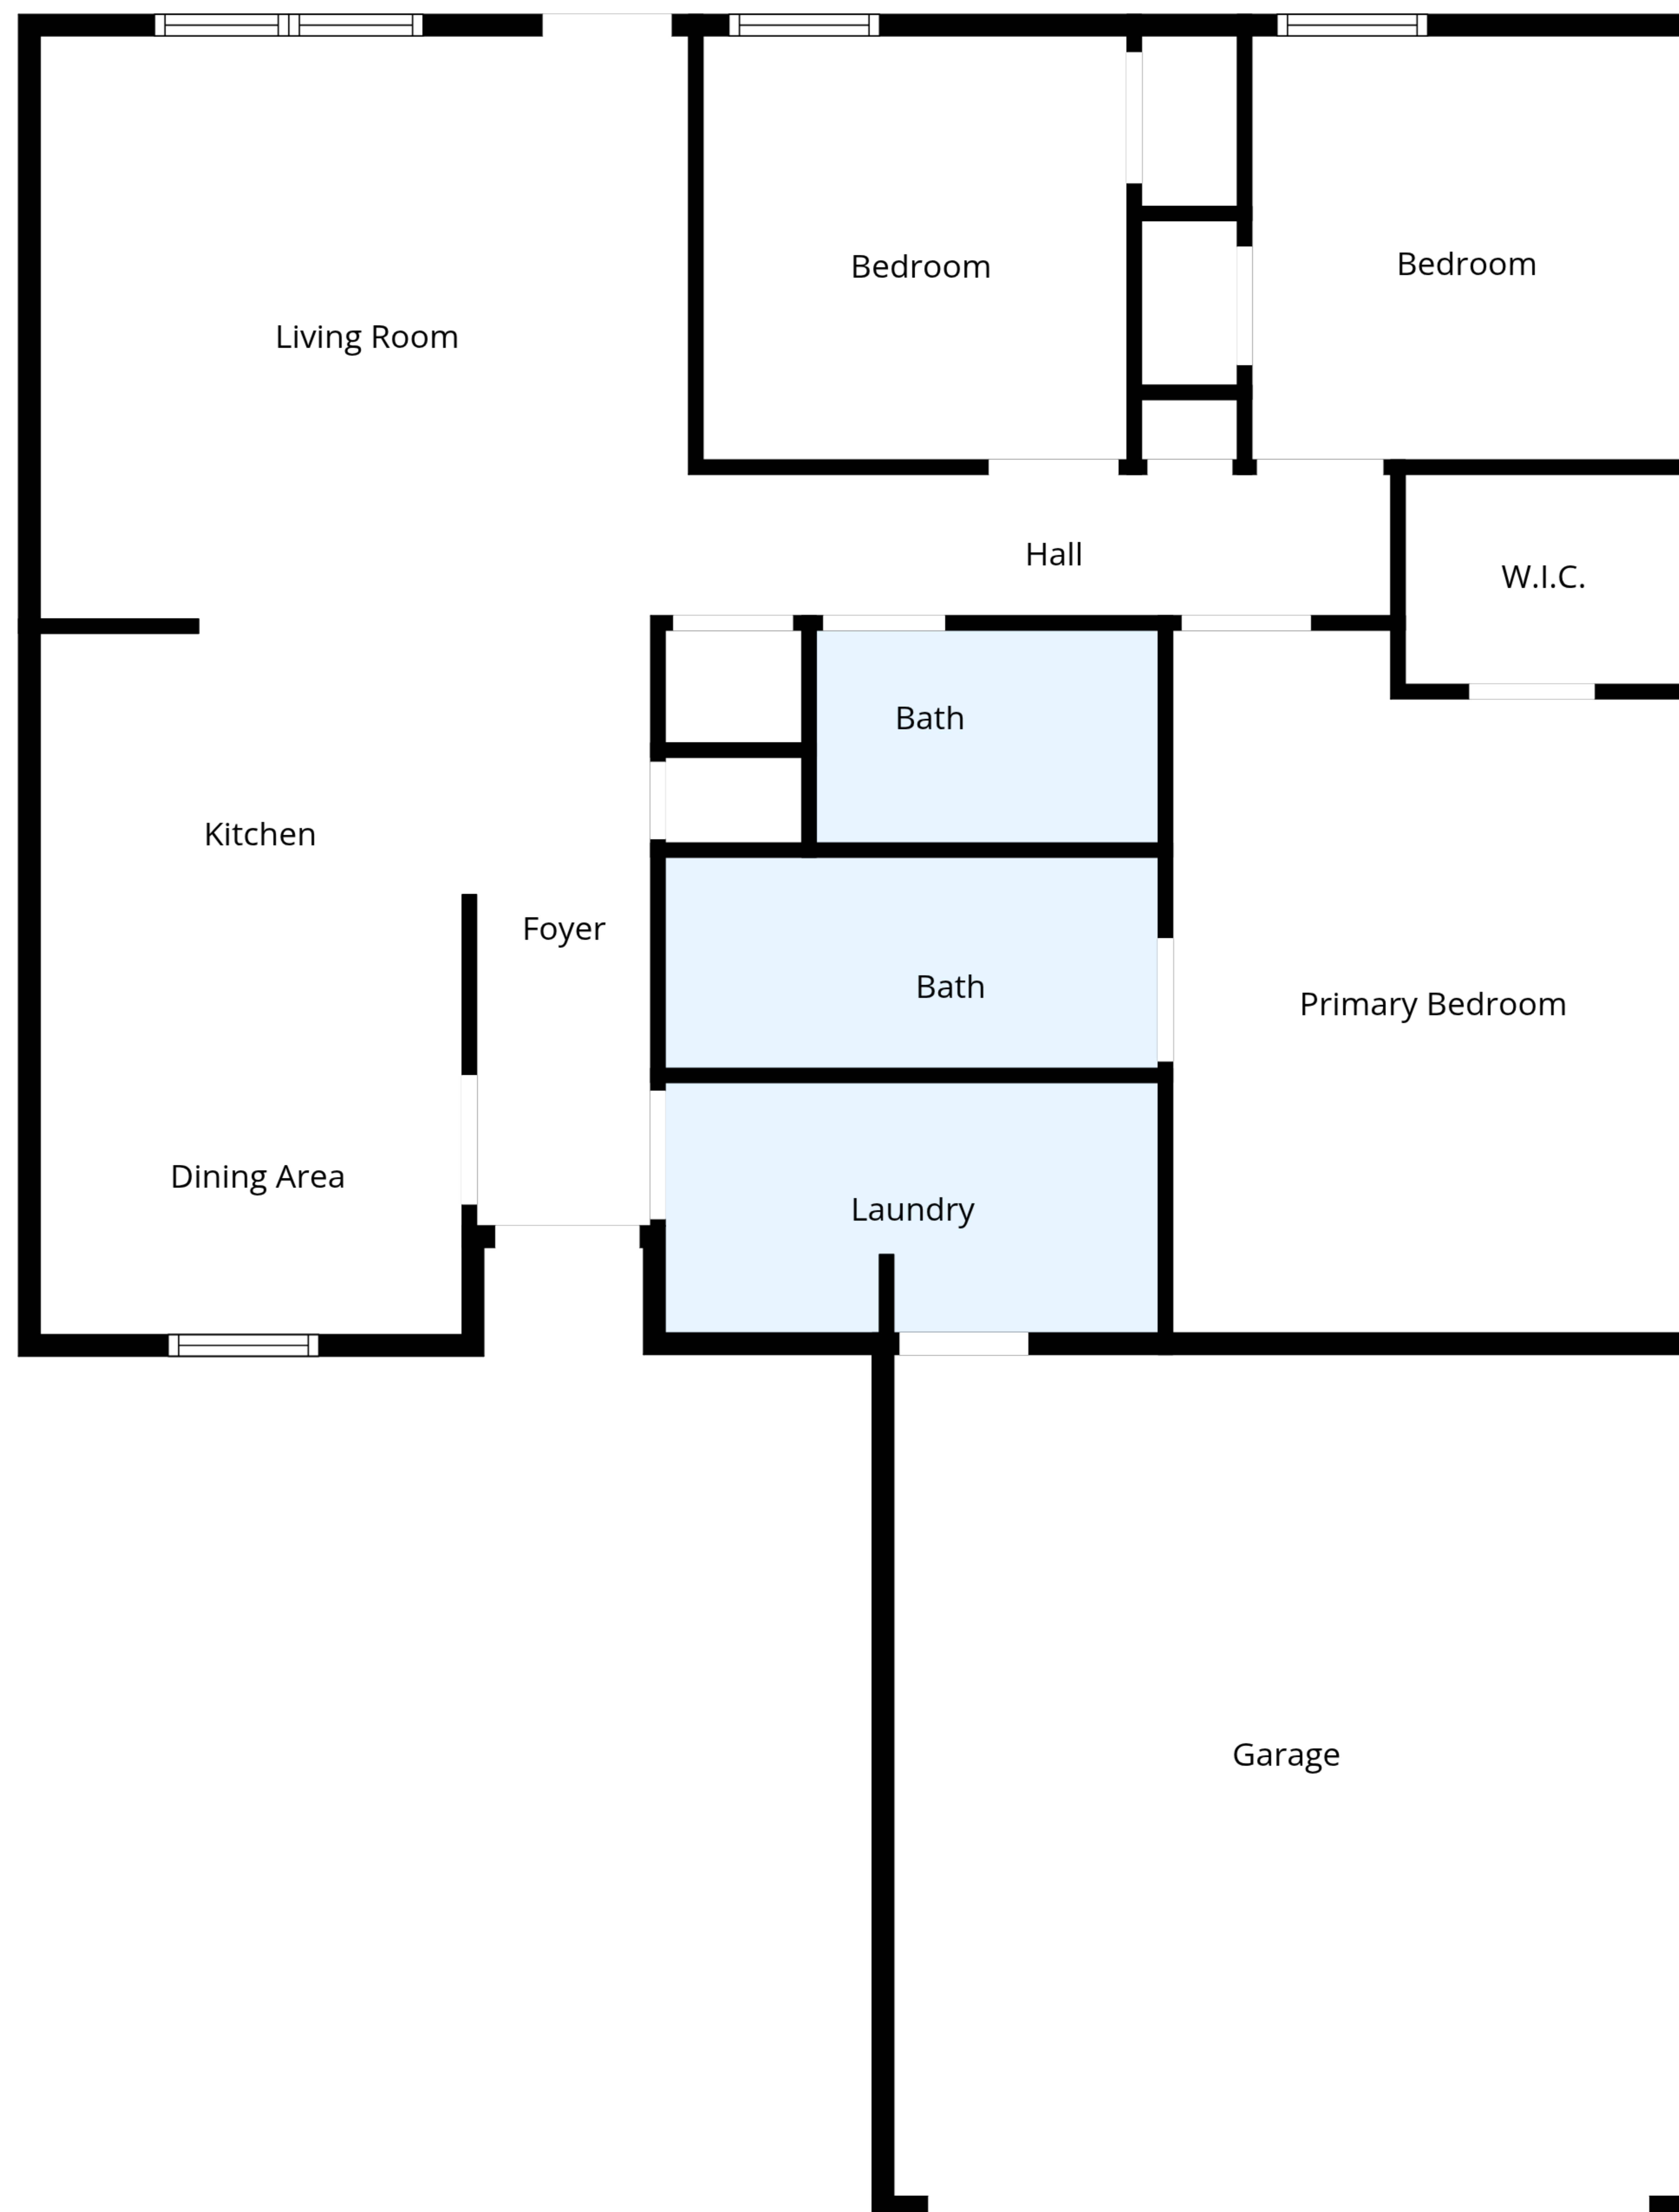 Bedroom
Bedroom
Living Room
Hall
W.I.C.
Bath
Kitchen
Foyer
Bath
Primary Bedroom
Dining Area
Laundry
Garage